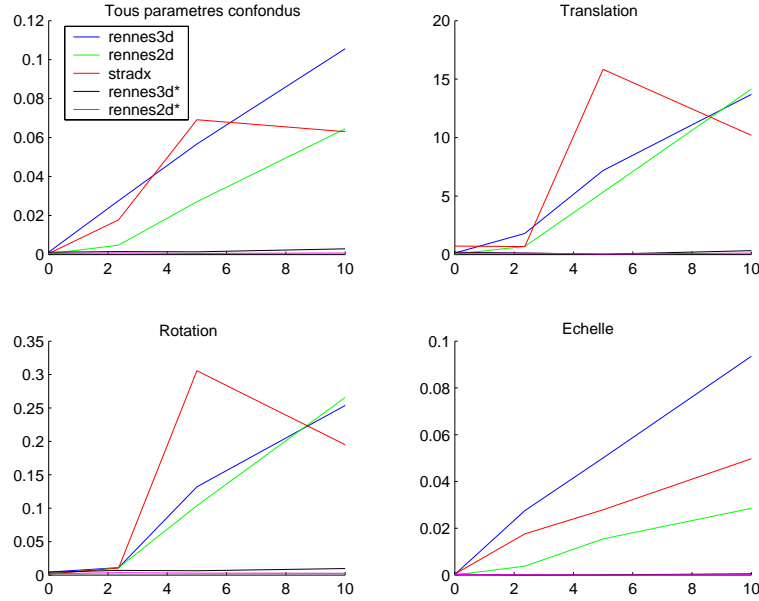 Tous parametres confondus
0.12
0.1
0.08
0.06
0.04
0.02
0
0 2 4 6 8 10
rennes3d
rennes2d
stradx
rennes3d*
rennes2d*
Translation
20
15
10
5
0
0 2 4 6 8 10
Rotation
0.35
0.3
0.25
0.2
0.15
0.1
0.05
0
0 2 4 6 8 10
Echelle
0.1
0.08
0.06
0.04
0.02
0
0 2 4 6 8 10